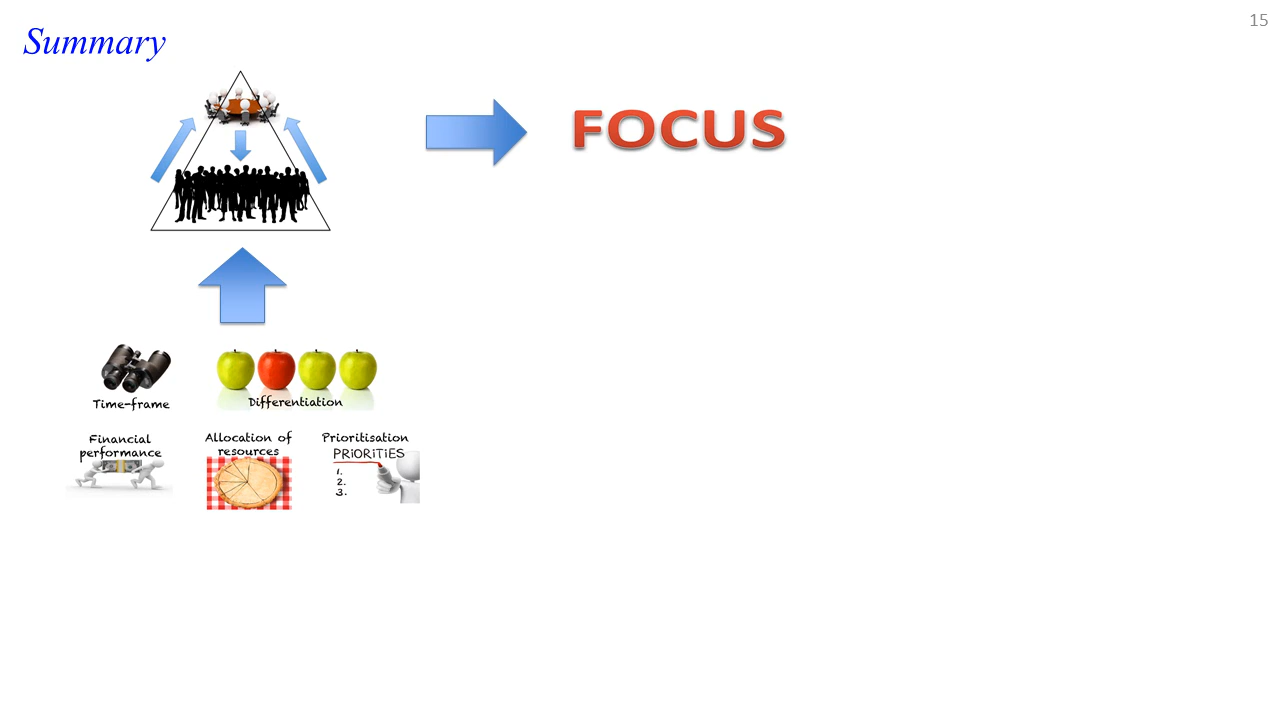 15
Summary
FOCUS
Time-frame
Differentiation
Financial
performance
Allocation of
resources
Prioritisation
PRIORITiES
1.
2.
3.